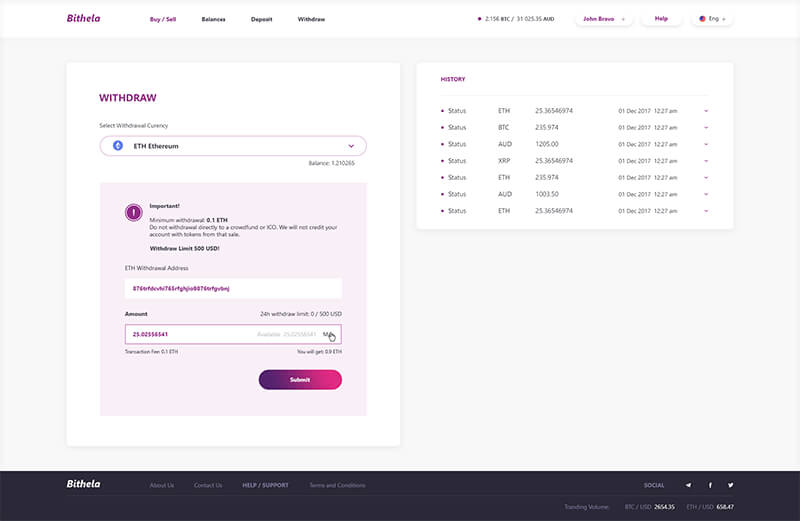 Bithela
Buy / Sell Balances Deposit Withdraw
2.156 BTC / 31 025.35 AUD
John Bravo
Help
Eng
WITHDRAW
Select Withdrawal Curency
ETH Ethereum
Balance: 1.210265
Important!
Minimum withdrawal: 0.1 ETH
Do not withdrawal directly to a crowdfund or ICO. We will not credit your
account with tokens from that sale.
Withdraw Limit 500 USD!
ETH Withdrawal Address
876trfdcvhi765rfghjio9876trfgvbnj
Amount 24h withdraw limit: 0 / 500 USD
25.02556541 Available 25.02556541
Transaction Fee: 0.1 ETH You will get: 0.9 ETH
Submit
HISTORY
Status ETH 25.36546974 01 Dec 2017 12:27 am
Status BTC 235.974 01 Dec 2017 12:27 am
Status AUD 1205.00 01 Dec 2017 12:27 am
Status XRP 25.36546974 01 Dec 2017 12:27 am
Status ETH 235.974 01 Dec 2017 12:27 am
Status AUD 1003.50 01 Dec 2017 12:27 am
Status ETH 25.36546974 01 Dec 2017 12:27 am
Bithela
About Us Contact Us HELP / SUPPORT Terms and Conditions
SOCIAL
Tranding Volume: BTC / USD 2654.35 ETH / USD 658.47